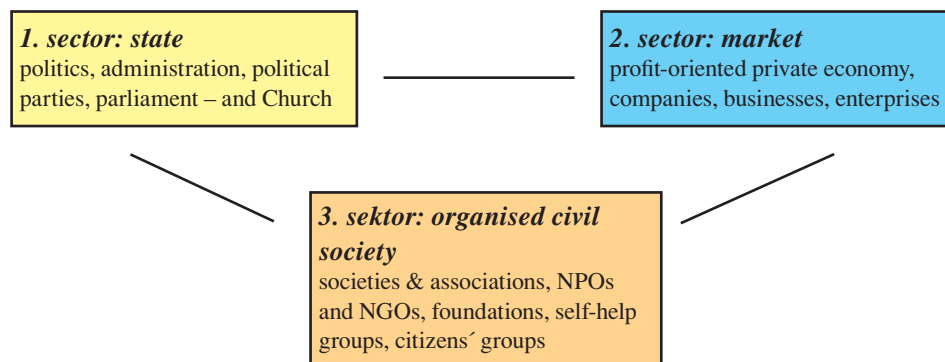 1. sector: state
politics, administration, political
parties, parliament – and Church
2. sector: market
profit-oriented private economy,
companies, businesses, enterprises
3. sektor: organised civil
society
societies & associations, NPOs
and NGOs, foundations, self-help
groups, citizens´ groups